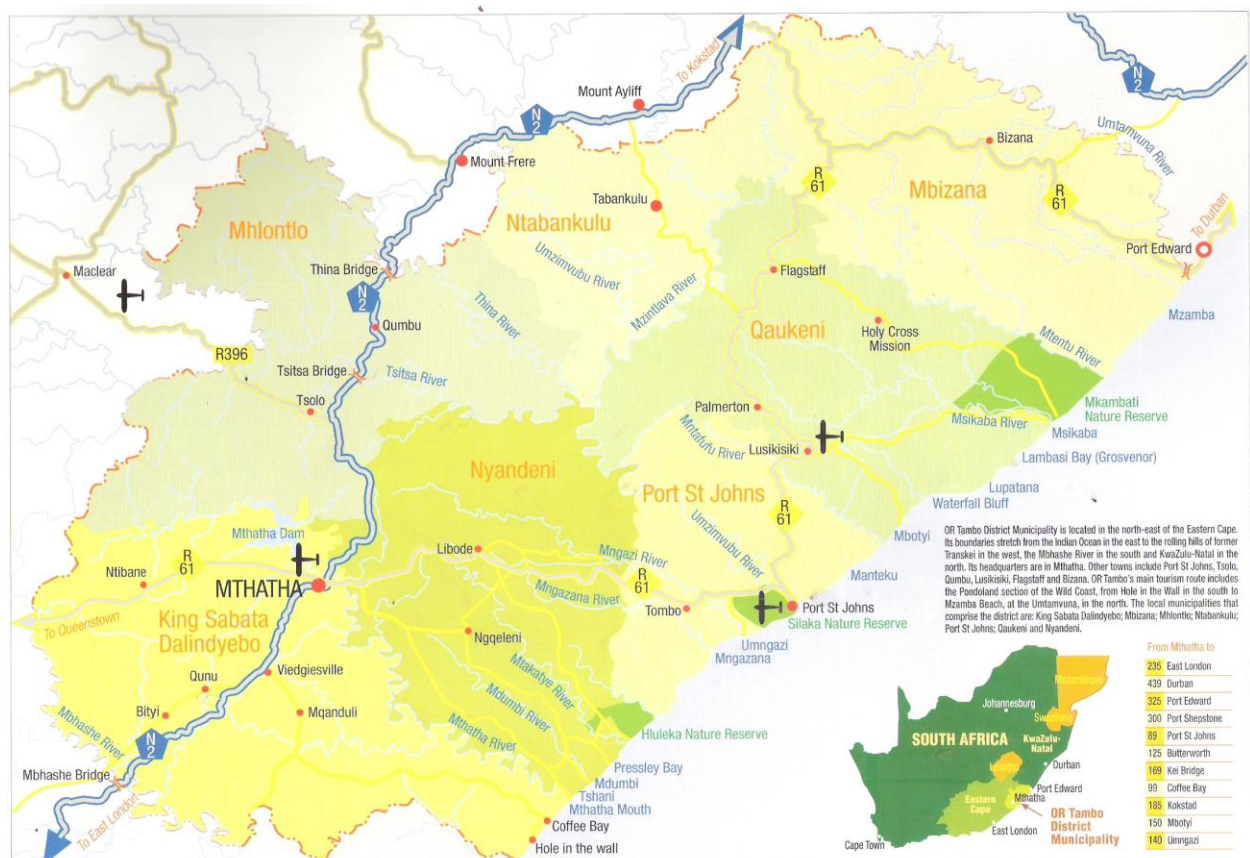 To Kokstad
N
2
Mount Ayliff
N
2
Umtamvuna River
Bizana
Mount Frere
R
61
Mbizana
R
61
Tabankulu
Ntabankulu
To Durban
Mhlontlo
Port Edward
Umzimvubu River
Maclear
Thina Bridge
Flagstaff
N
2
Thina River
Mzintlava River
Mzamba
Qumbu
Qaukeni
Holy Cross
Mission
Mtentu River
R396
Tsitsa Bridge
Tsitsa River
Tsolo
Palmerton
Mkambati
Nature Reserve
Msikaba River
Msikaba
Mntafufu River
Lusikisiki
Lambasi Bay (Grosvenor)
Nyandeni
Port St Johns
Lupatana
Waterfall Bluff
R
61
Mbotyi
Mthatha Dam
Umzimvubu River
Libode
Mngazi River
R
61
Ntibane
Manteku
MTHATHA
Mngazana River
R
61
Tombo
Port St Johns
Silaka Nature Reserve
To Queenstown
King Sabata
Dalindyebo
Ngqeleni
Umngazi
Mngazana
Viedgiesville
Qunu
Mtakatye River
Bityi
Mqanduli
Mdumbi River
Mbhashe River
Mthatha River
Hluleka Nature Reserve
N
2
Pressley Bay
Mbhashe Bridge
Mdumbi
Tshani
Mthatha Mouth
To East London
Coffee Bay
Hole in the wall
OR Tambo District Municipality is located in the north-east of the Eastern Cape.
Its boundaries stretch from the Indian Ocean in the east to the rolling hills of former
Transkei in the west, the Mbhashe River in the south and KwaZulu-Natal in the
north. Its headquarters are in Mthatha. Other towns include Port St Johns, Tsolo,
Qumbu, Lusikisiki, Flagstaff and Bizana. OR Tambo's main tourism route includes
the Pondoland section of the Wild Coast, from Hole in the Wall in the south to
Mzamba Beach, at the Umtamvuna, in the north. The local municipalities that
comprise the district are: King Sabata Dalindyebo; Mbizana; Mhlontlo; Ntabankulu;
Port St Johns; Qaukeni and Nyandeni.
Mozambique
Johannesburg
Swaziland
SOUTH AFRICA
KwaZulu-
Natal
Lesotho
Durban
Port Edward
Eastern
Cape
Mthatha
East London
Cape Town
OR Tambo
District
Municipality
From Mthatha to
235 East London
439 Durban
325 Port Edward
300 Port Shepstone
89 Port St Johns
125 Butterworth
169 Kei Bridge
99 Coffee Bay
185 Kokstad
150 Mbotyi
140 Umngazi